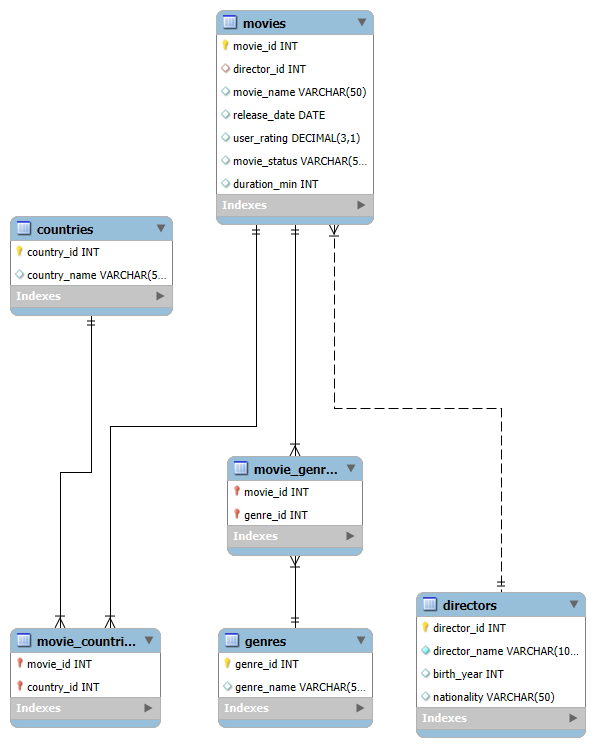 movies
movie_id INT
director_id INT
movie_name VARCHAR(50)
release_date DATE
user_rating DECIMAL(3,1)
movie_status VARCHAR(5...
duration_min INT
Indexes
countries
country_id INT
country_name VARCHAR(5...
Indexes
movie_genr...
movie_id INT
genre_id INT
Indexes
movie_countri...
movie_id INT
country_id INT
Indexes
genres
genre_id INT
genre_name VARCHAR(5...
Indexes
directors
director_id INT
director_name VARCHAR(10...
birth_year INT
nationality VARCHAR(50)
Indexes